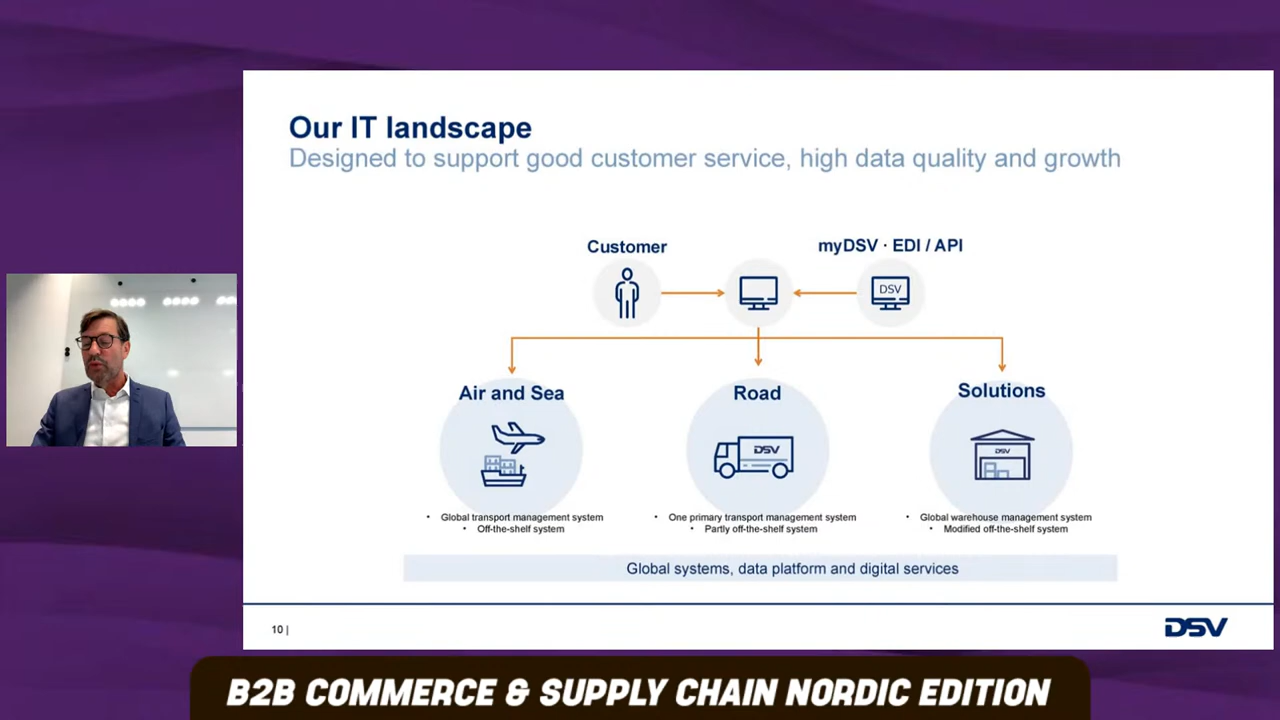 Our IT landscape
Designed to support good customer service, high data quality and growth
Customer
myDSV · EDI / API
DSV
Air and Sea
Road
Solutions
DSV
DSV
• Global transport management system
• Off-the-shelf system
• One primary transport management system
• Partly off-the-shelf system
• Global warehouse management system
• Modified off-the-shelf system
Global systems, data platform and digital services
10 |
DSV
B2B COMMERCE & SUPPLY CHAIN NORDIC EDITION